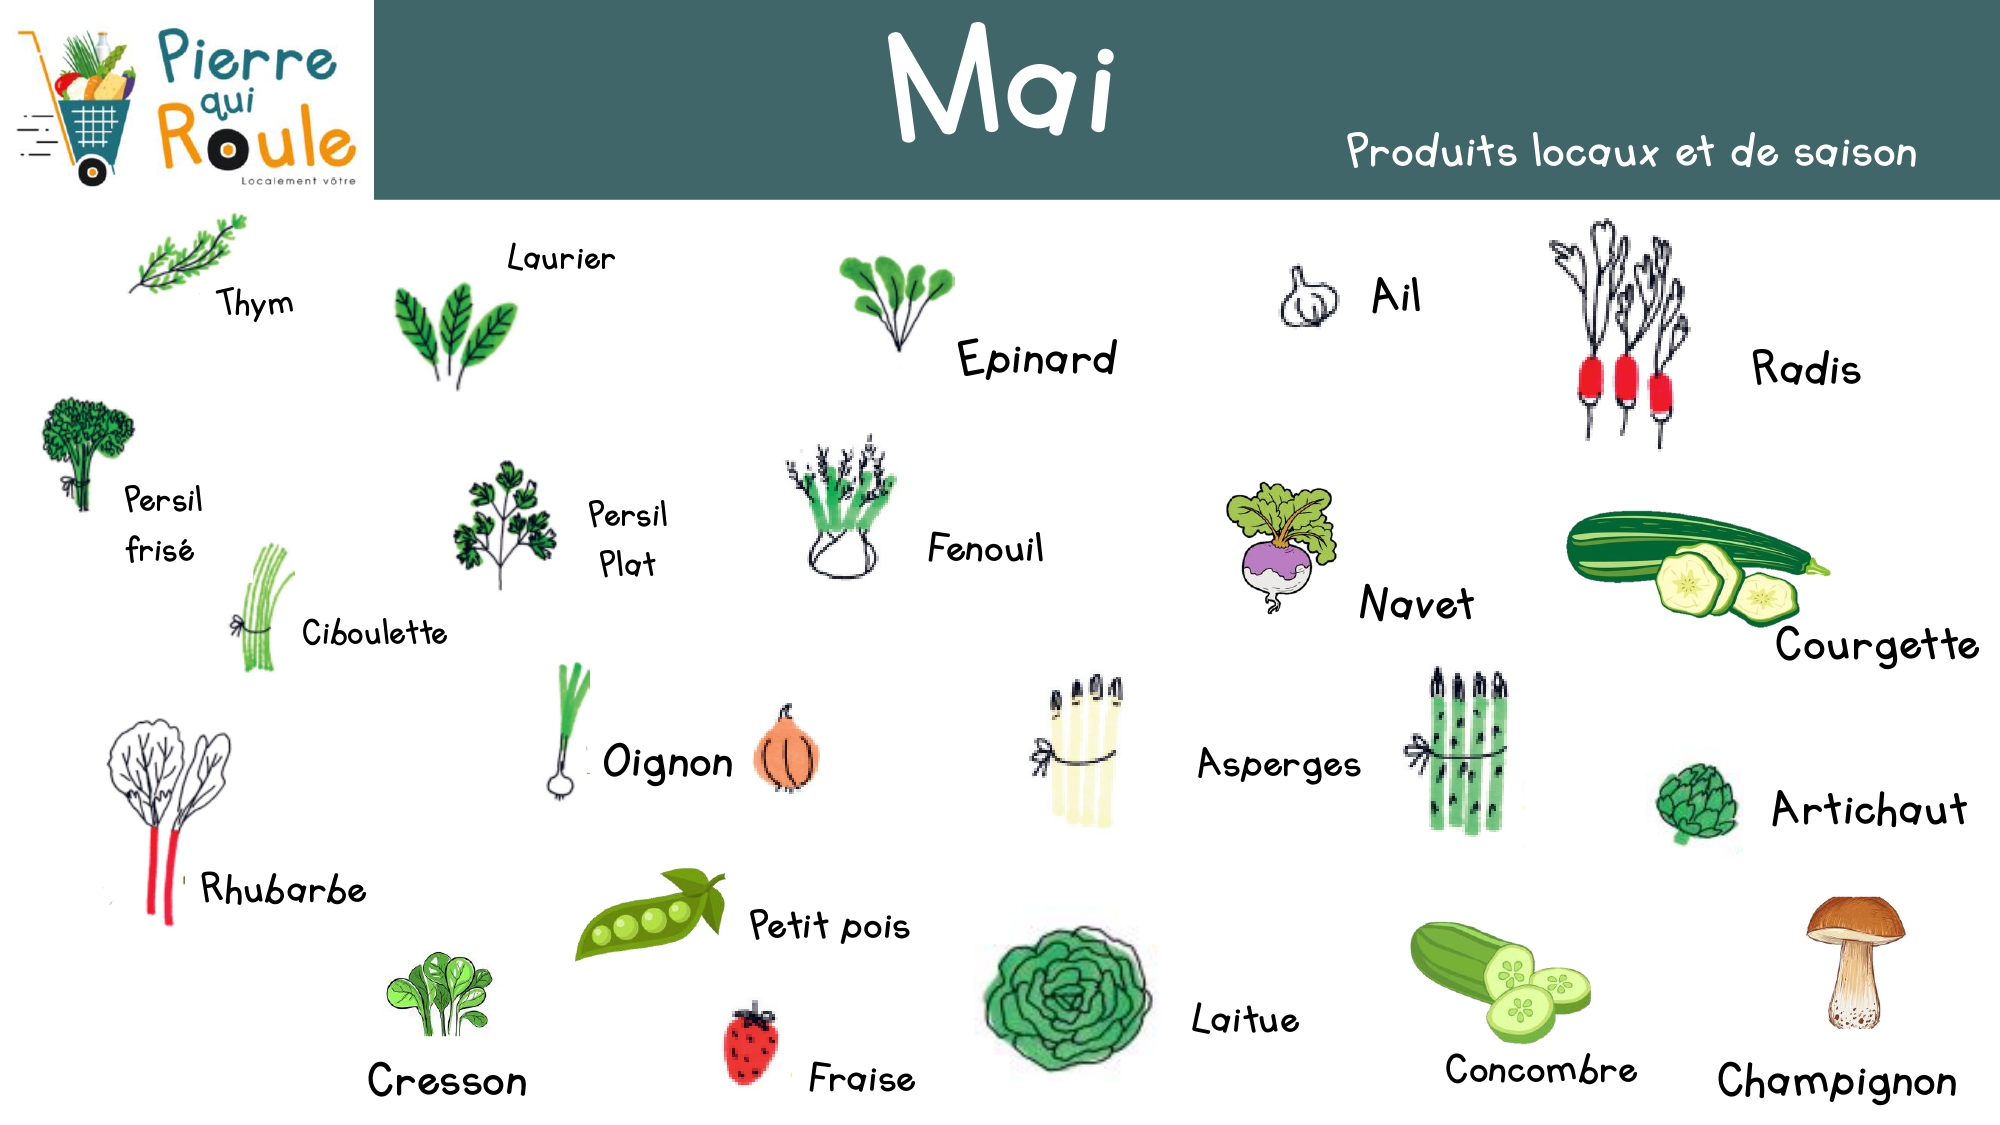 Pierre
qui
Roule
Localement vôtre
Mai
Produits locaux et de saison
Thym
Laurier
Epinard
Ail
Radis
Persil
frisé
Persil
Plat
Fenouil
Navet
Courgette
Ciboulette
Oignon
Asperges
Artichaut
Rhubarbe
Petit pois
Laitue
Concombre
Champignon
Cresson
Fraise